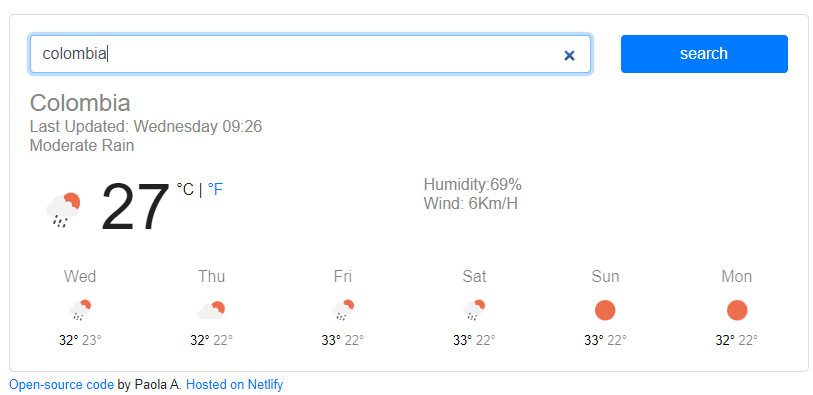 colombia × search
Colombia
Last Updated: Wednesday 09:26
Moderate Rain
27 °C | °F
Humidity:69%
Wind: 6Km/H
Wed Thu Fri Sat Sun Mon
32° 23° 32° 22° 33° 22° 33° 22° 33° 22° 32° 22°
Open-source code by Paola A. Hosted on Netlify